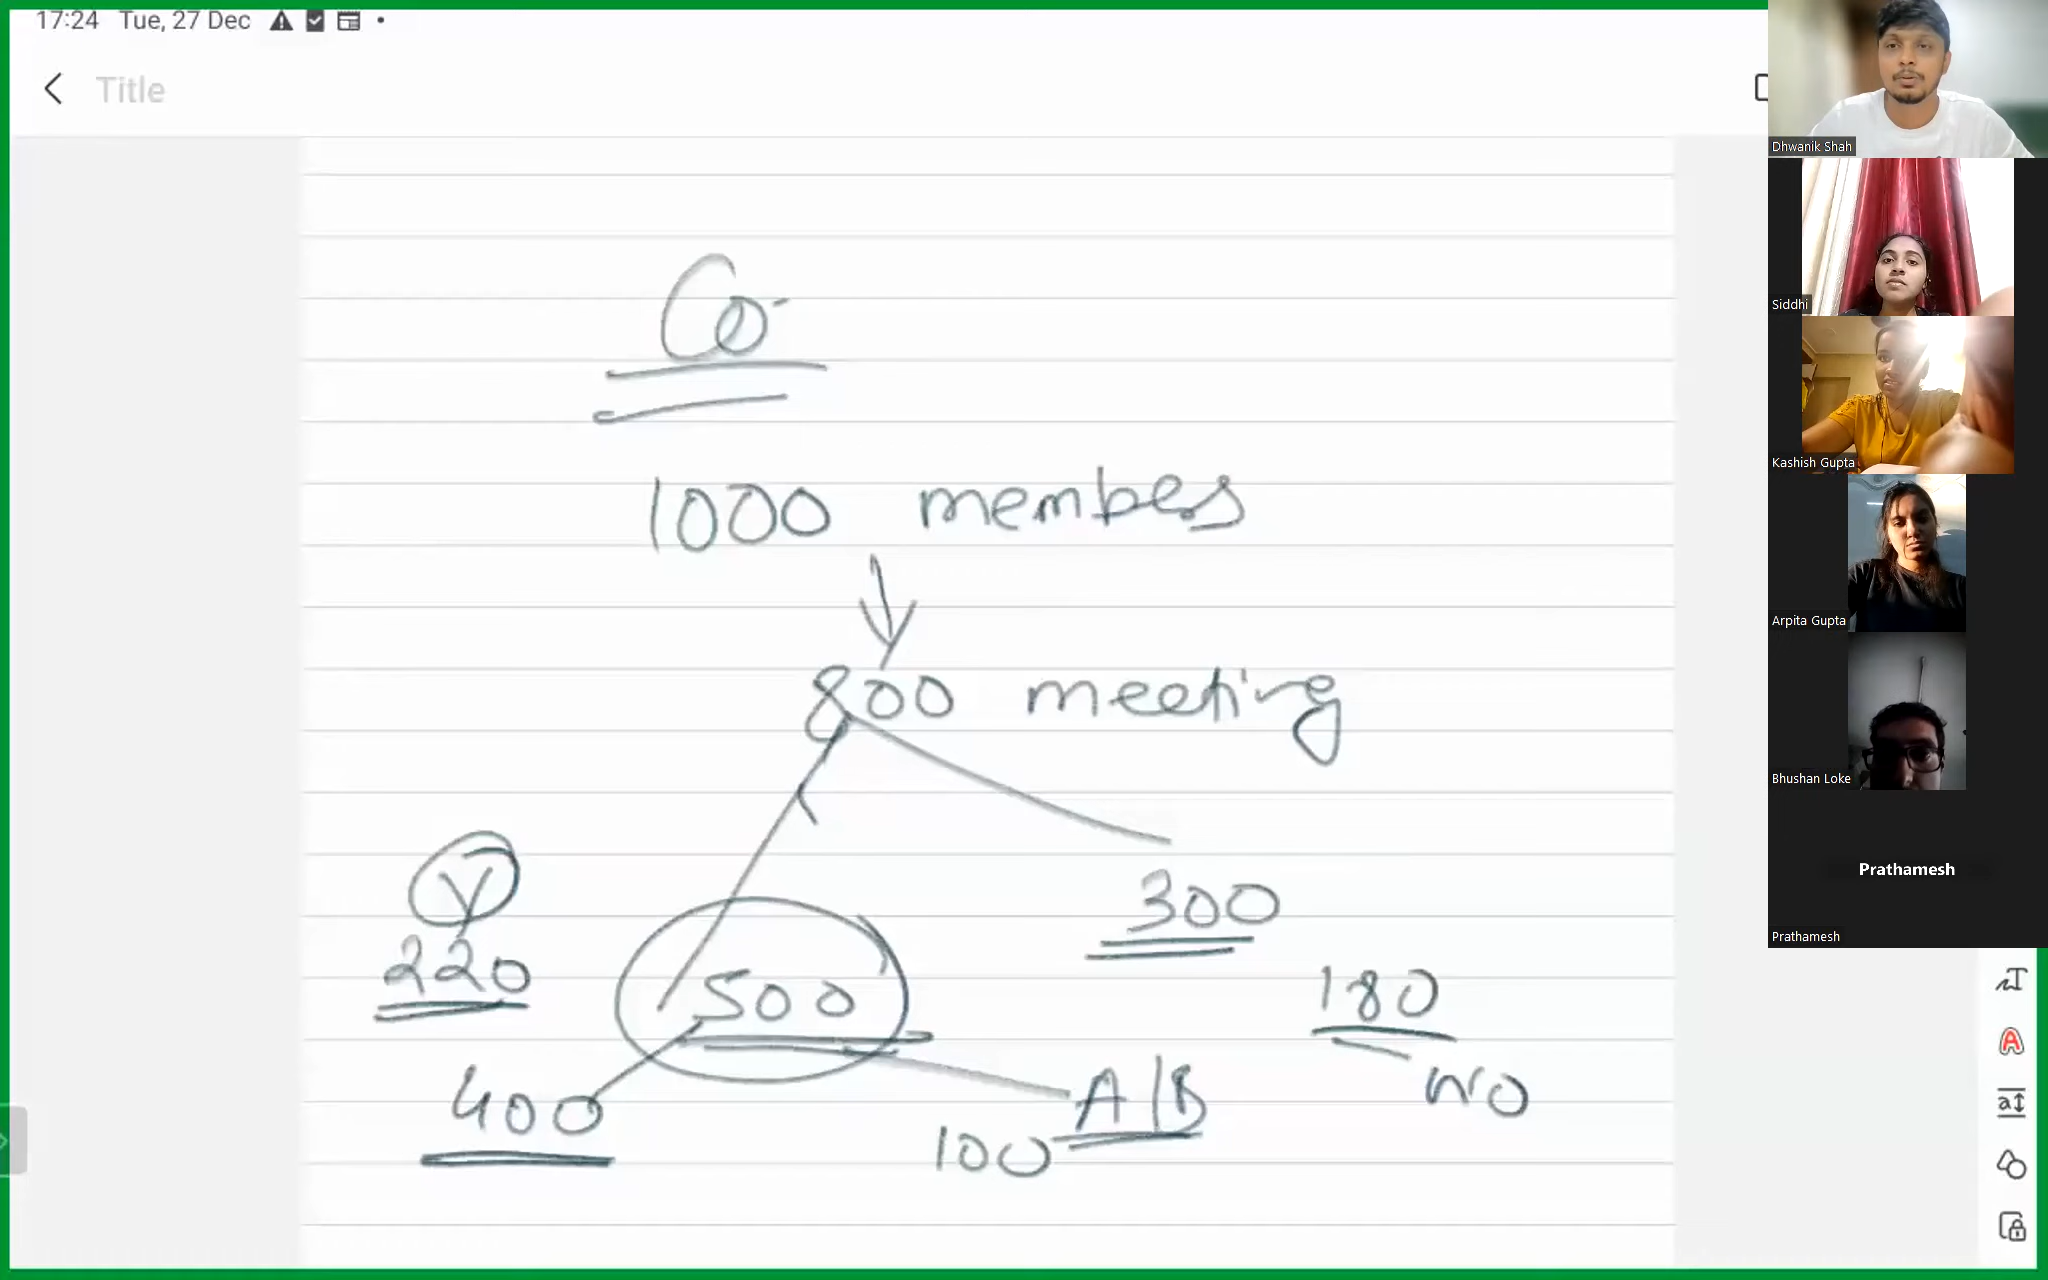 17:24 Tue, 27 Dec
Title
Co.
1000 members
800 meeting
Y
220
500
300
180
NO
400
A/B
100
Dhwanik Shah
Siddhi
Kashish Gupta
Arpita Gupta
Bhushan Loke
Prathamesh
Prathamesh